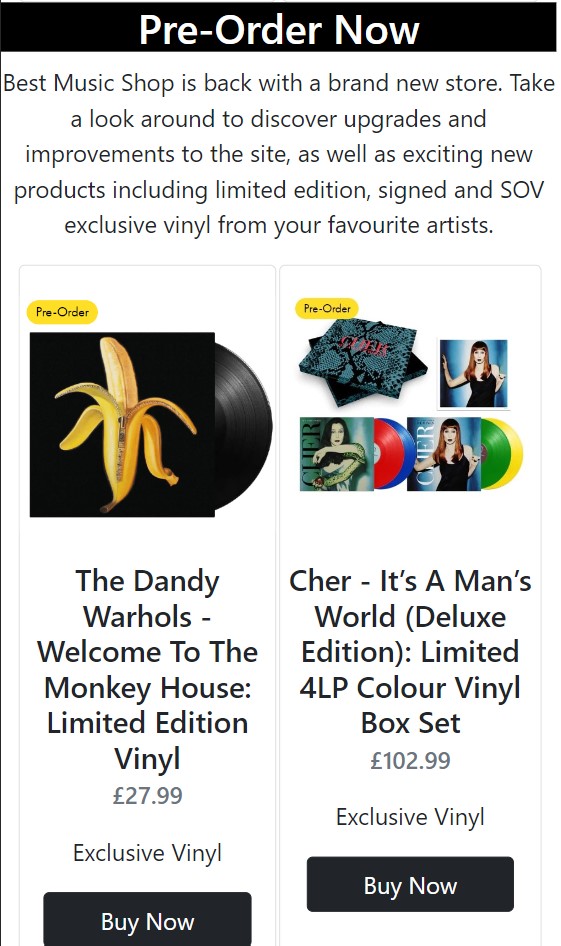 Pre-Order Now
Best Music Shop is back with a brand new store. Take
a look around to discover upgrades and
improvements to the site, as well as exciting new
products including limited edition, signed and SOV
exclusive vinyl from your favourite artists.
Pre-Order
The Dandy
Warhols -
Welcome To The
Monkey House:
Limited Edition
Vinyl
£27.99
Exclusive Vinyl
Buy Now
Pre-Order
CHER
CHER
CHER
Cher - It’s A Man’s
World (Deluxe
Edition): Limited
4LP Colour Vinyl
Box Set
£102.99
Exclusive Vinyl
Buy Now